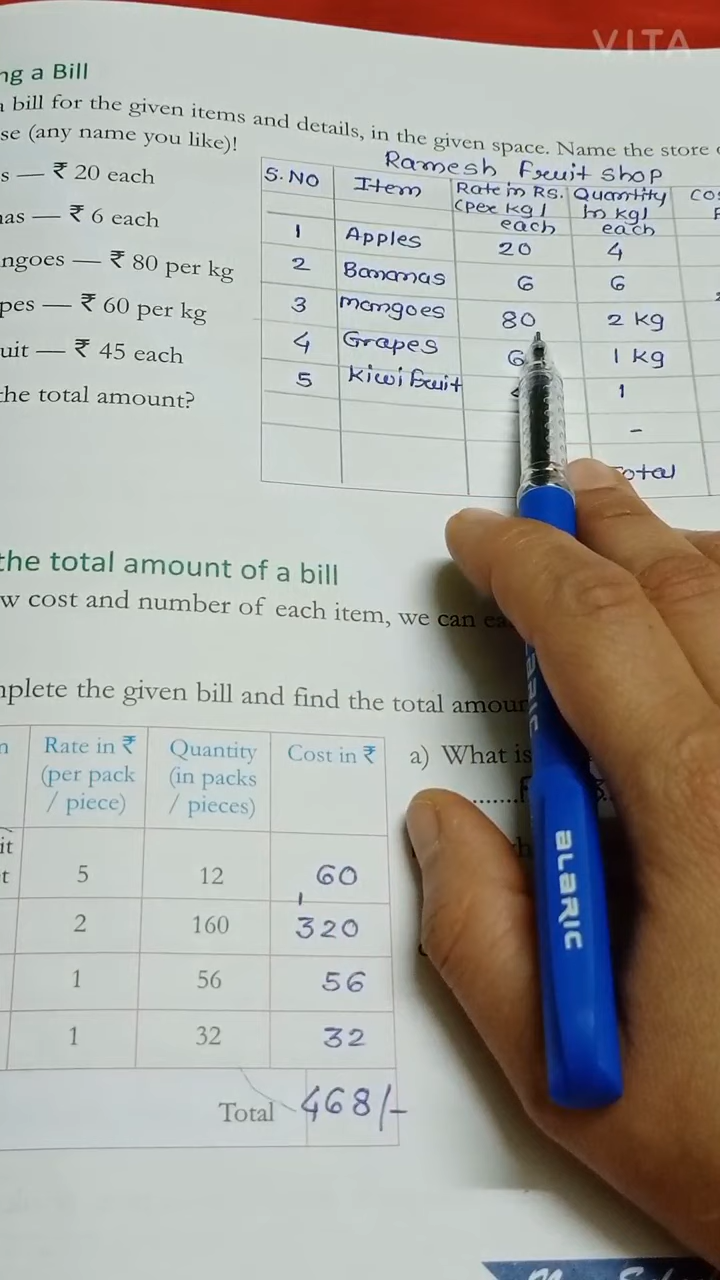 VITA
ng a Bill
bill for the given items and details, in the given space. Name the store
se (any name you like)!
s — ₹ 20 each
nas — ₹ 6 each
ngoes — ₹ 80 per kg
pes — ₹ 60 per kg
uit — ₹ 45 each
the total amount?
Ramesh Fruit shop
S.NO Item Rate in RS. (per kg/ each Quantity In kg/ each
1 Apples 20 4
2 Bananas 6 6
3 mangoes 80 2 kg
4 Grapes 1 kg
5 kiwi fruit 1
-
Total
the total amount of a bill
w cost and number of each item, we can
plete the given bill and find the total amou
Rate in ₹ (per pack / piece) Quantity (in packs / pieces) Cost in ₹
5 12 60
2 160 320
1 56 56
1 32 32
Total 468/-
a) What is
ALARIC